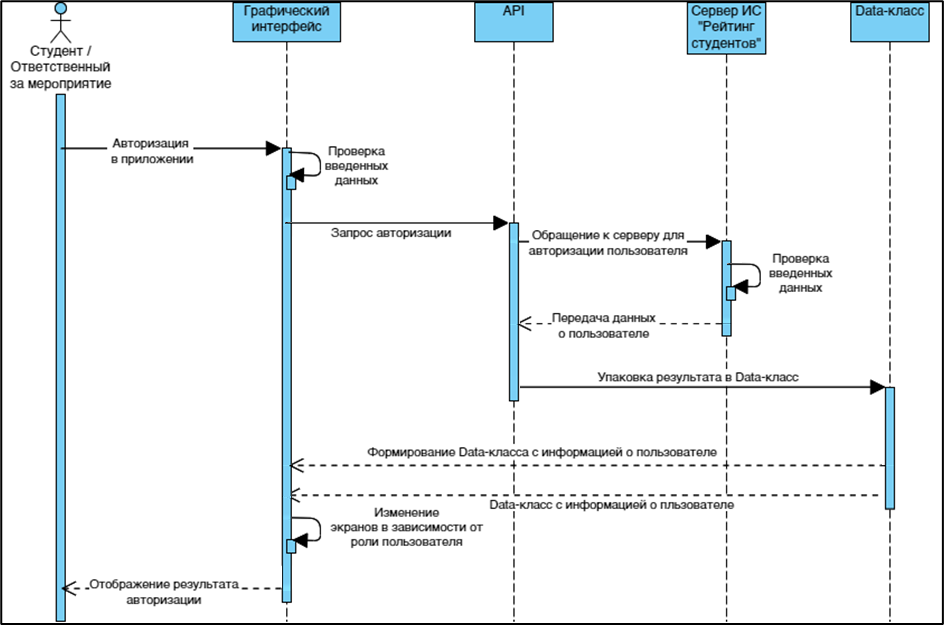 Графический
интерфейс
API
Сервер ИС
"Рейтинг
студентов"
Data-класс
Студент /
Ответственный
за мероприятие
Авторизация
в приложении
Проверка
введенных
данных
Запрос авторизации
Обращение к серверу для
авторизации пользователя
Проверка
введенных
данных
Передача данных
о пользователе
Упаковка результата в Data-класс
Формирование Data-класса с информацией о пользователе
Data-класс с информацией о пльзователе
Изменение
экранов в зависимости от
роли пользователя
Отображение результата
авторизации